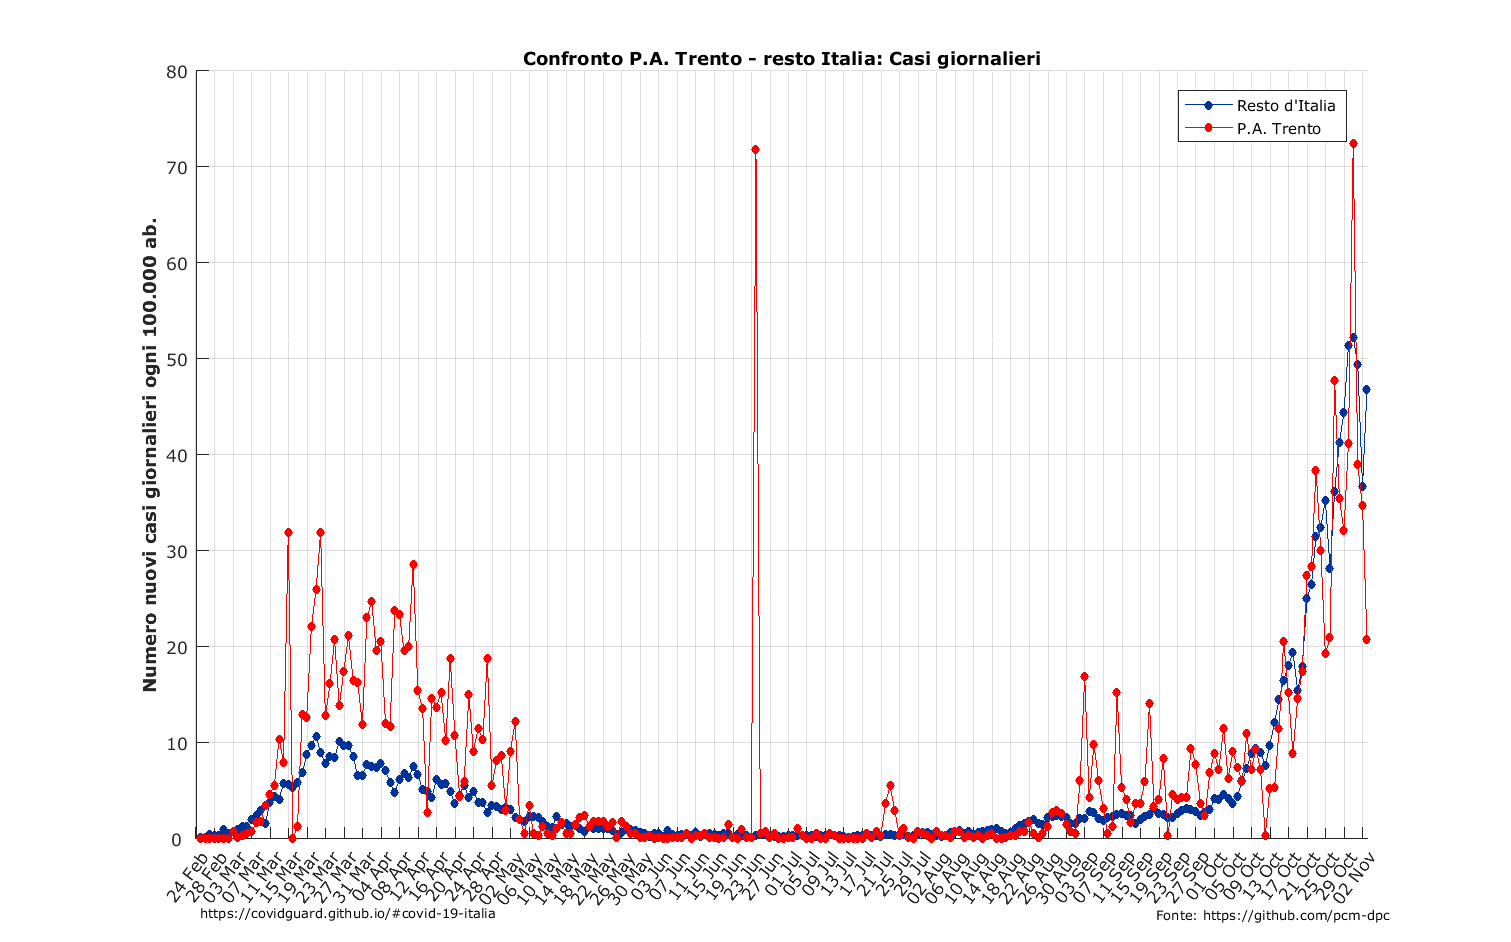 Confronto P.A. Trento - resto Italia: Casi giornalieri
Resto d'Italia
P.A. Trento
Numero nuovi casi giornalieri ogni 100.000 ab.
80
70
60
50
40
30
20
10
0
24 Feb
28 Feb
03 Mar
07 Mar
11 Mar
15 Mar
19 Mar
23 Mar
27 Mar
31 Mar
04 Apr
08 Apr
12 Apr
16 Apr
20 Apr
24 Apr
28 Apr
02 May
06 May
10 May
14 May
18 May
22 May
26 May
30 May
03 Jun
07 Jun
11 Jun
15 Jun
19 Jun
23 Jun
27 Jun
01 Jul
05 Jul
09 Jul
13 Jul
17 Jul
21 Jul
25 Jul
29 Jul
02 Aug
06 Aug
10 Aug
14 Aug
18 Aug
22 Aug
26 Aug
30 Aug
03 Sep
07 Sep
11 Sep
15 Sep
19 Sep
23 Sep
27 Sep
01 Oct
05 Oct
09 Oct
13 Oct
17 Oct
21 Oct
25 Oct
29 Oct
02 Nov
https://covidguard.github.io/#covid-19-italia
Fonte: https://github.com/pcm-dpc